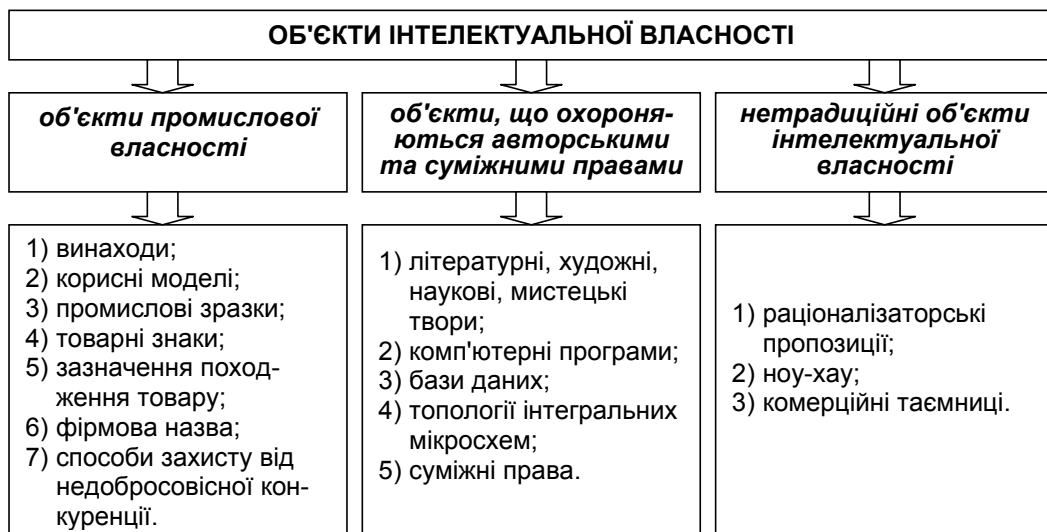 ОБ'ЄКТИ ІНТЕЛЕКТУАЛЬНОЇ ВЛАСНОСТІ
об'єкти промислової
власності
1) винаходи;
2) корисні моделі;
3) промислові зразки;
4) товарні знаки;
5) зазначення поход-
ження товару;
6) фірмова назва;
7) способи захисту від
недобросовісної кон-
куренції.
об'єкти, що охороня-
ються авторськими
та суміжними правами
1) літературні, художні,
наукові, мистецькі
твори;
2) комп'ютерні програми;
3) бази даних;
4) топології інтегральних
мікросхем;
5) суміжні права.
нетрадиційні об'єкти
інтелектуальної
власності
1) раціоналізаторські
пропозиції;
2) ноу-хау;
3) комерційні таємниці.